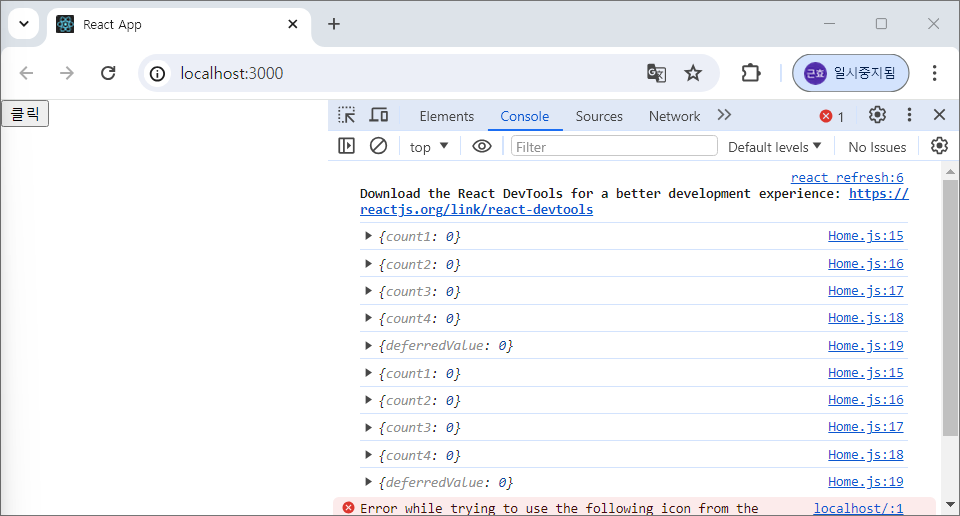 React App
localhost:3000
근효 일시중지됨
클릭
Elements Console Sources Network 1
top Filter Default levels No Issues
react refresh:6
Download the React DevTools for a better development experience: https://
reactjs.org/link/react-devtools
{count1: 0} Home.js:15
{count2: 0} Home.js:16
{count3: 0} Home.js:17
{count4: 0} Home.js:18
{deferredValue: 0} Home.js:19
{count1: 0} Home.js:15
{count2: 0} Home.js:16
{count3: 0} Home.js:17
{count4: 0} Home.js:18
{deferredValue: 0} Home.js:19
Error while trying to use the following icon from the localhost/:1